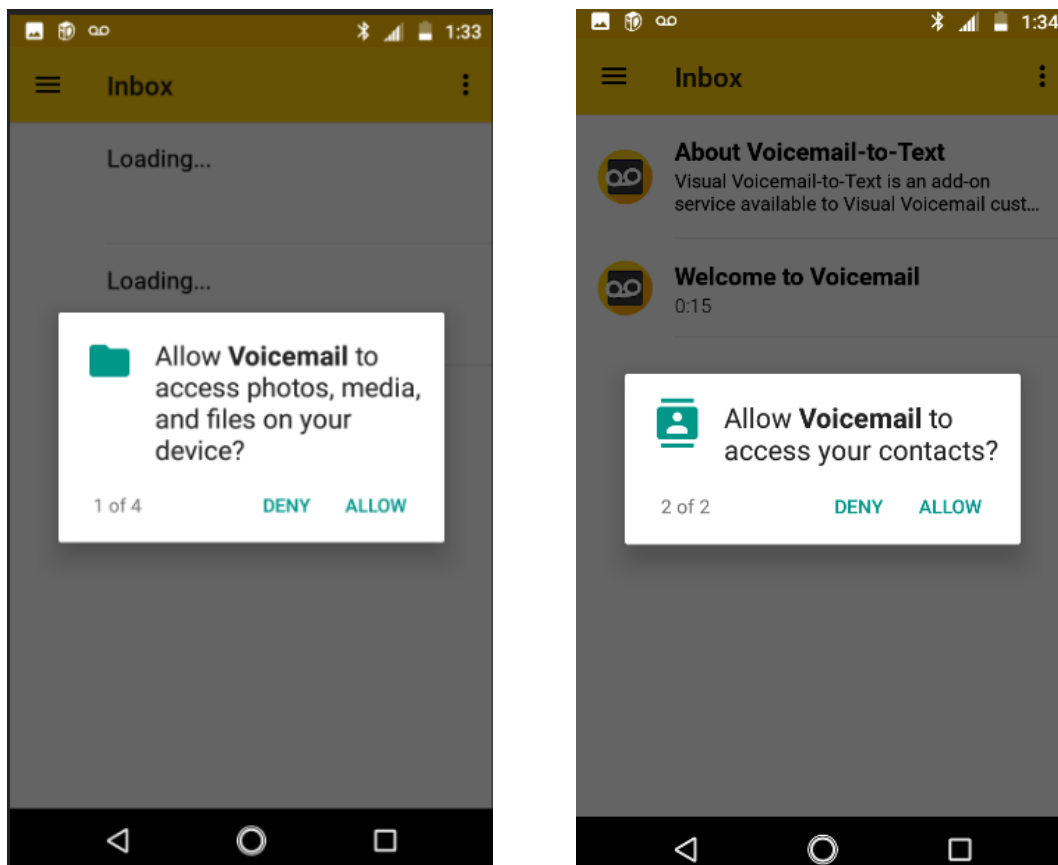 1:33
Inbox
Loading...
Loading...
Allow Voicemail to
access photos, media,
and files on your
device?
1 of 4 DENY ALLOW
1:34
Inbox
About Voicemail-to-Text
Visual Voicemail-to-Text is an add-on
service available to Visual Voicemail cust...
Welcome to Voicemail
0:15
Allow Voicemail to
access your contacts?
2 of 2 DENY ALLOW